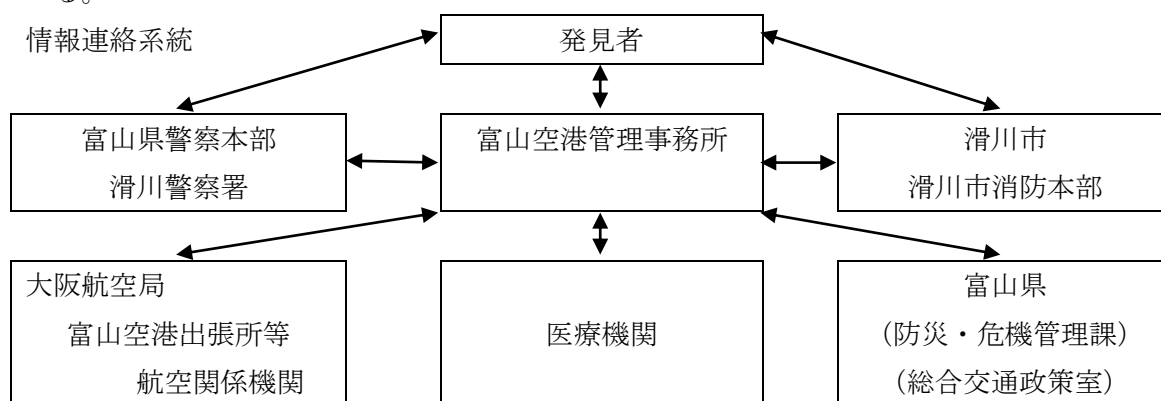 る。
情報連絡系統
発見者
富山県警察本部
滑川警察署
富山空港管理事務所
滑川市
滑川市消防本部
大阪航空局
富山空港出張所等
航空関係機関
医療機関
富山県
(防災・危機管理課)
(総合交通政策室)